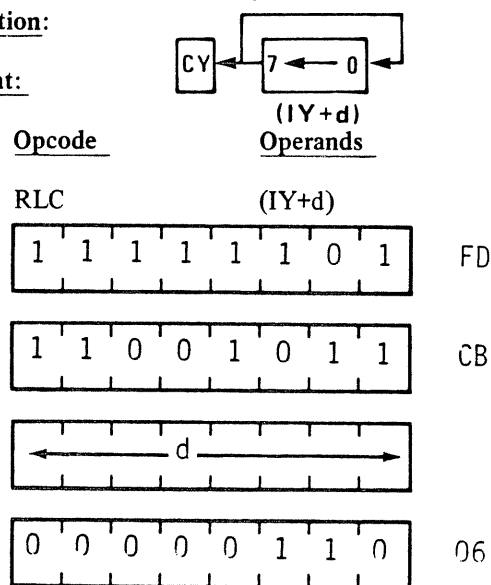 tion:
CY 7 0
at:
(IY+d)
Opcode Operands
RLC (IY+d)
1 1 1 1 1 1 0 1 FD
1 1 0 0 1 0 1 1 CB
d
0 0 0 0 0 1 1 0 06